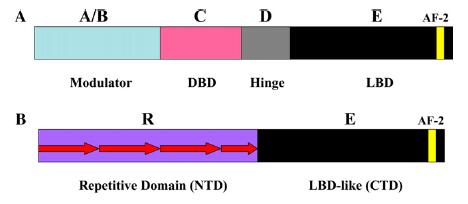 A/B C D E AF-2
A
Modulator DBD Hinge LBD
B R E AF-2
Repetitive Domain (NTD) LBD-like (CTD)